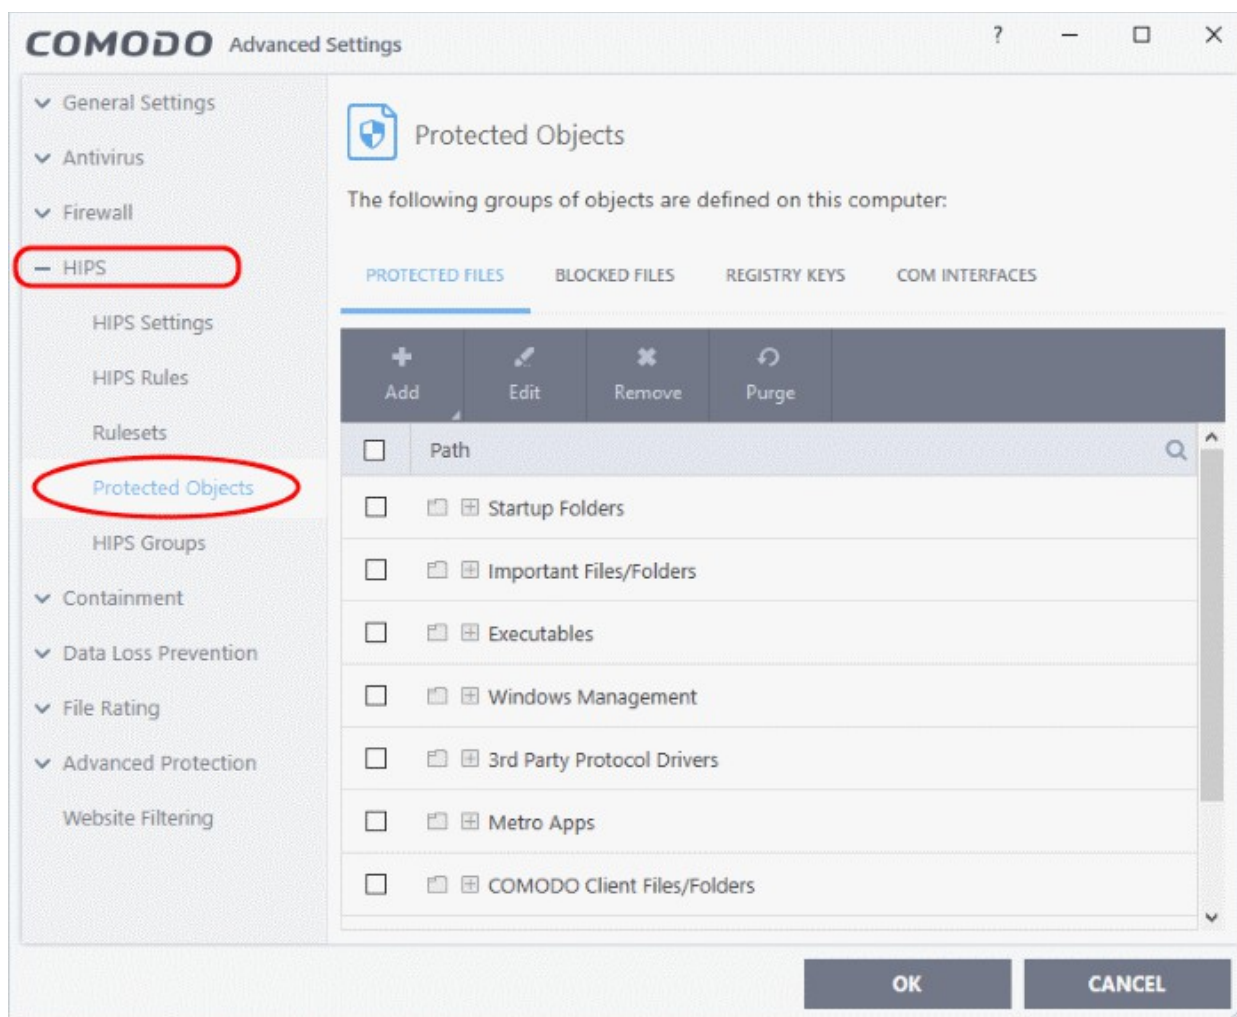 COMODO Advanced Settings ?
General Settings
Antivirus
Firewall
HIPS
HIPS Settings
HIPS Rules
Rulesets
Protected Objects
HIPS Groups
Containment
Data Loss Prevention
File Rating
Advanced Protection
Website Filtering
Protected Objects
The following groups of objects are defined on this computer:
PROTECTED FILES BLOCKED FILES REGISTRY KEYS COM INTERFACES
Add Edit Remove Purge
Path
Startup Folders
Important Files/Folders
Executables
Windows Management
3rd Party Protocol Drivers
Metro Apps
COMODO Client Files/Folders
OK CANCEL